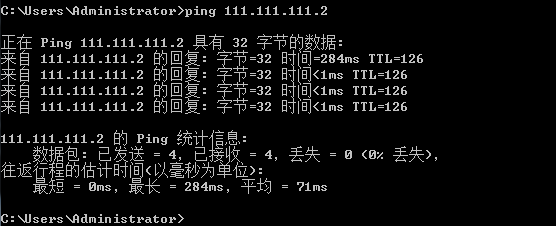 C:\Users\Administrator>ping 111.111.111.2
正在 Ping 111.111.111.2 具有 32 字节的数据:
来自 111.111.111.2 的回复: 字节=32 时间=284ms TTL=126
来自 111.111.111.2 的回复: 字节=32 时间<1ms TTL=126
来自 111.111.111.2 的回复: 字节=32 时间<1ms TTL=126
来自 111.111.111.2 的回复: 字节=32 时间<1ms TTL=126
111.111.111.2 的 Ping 统计信息:
数据包: 已发送 = 4, 已接收 = 4, 丢失 = 0 (0% 丢失),
往返行程的估计时间(以毫秒为单位):
最短 = 0ms, 最长 = 284ms, 平均 = 71ms
C:\Users\Administrator>